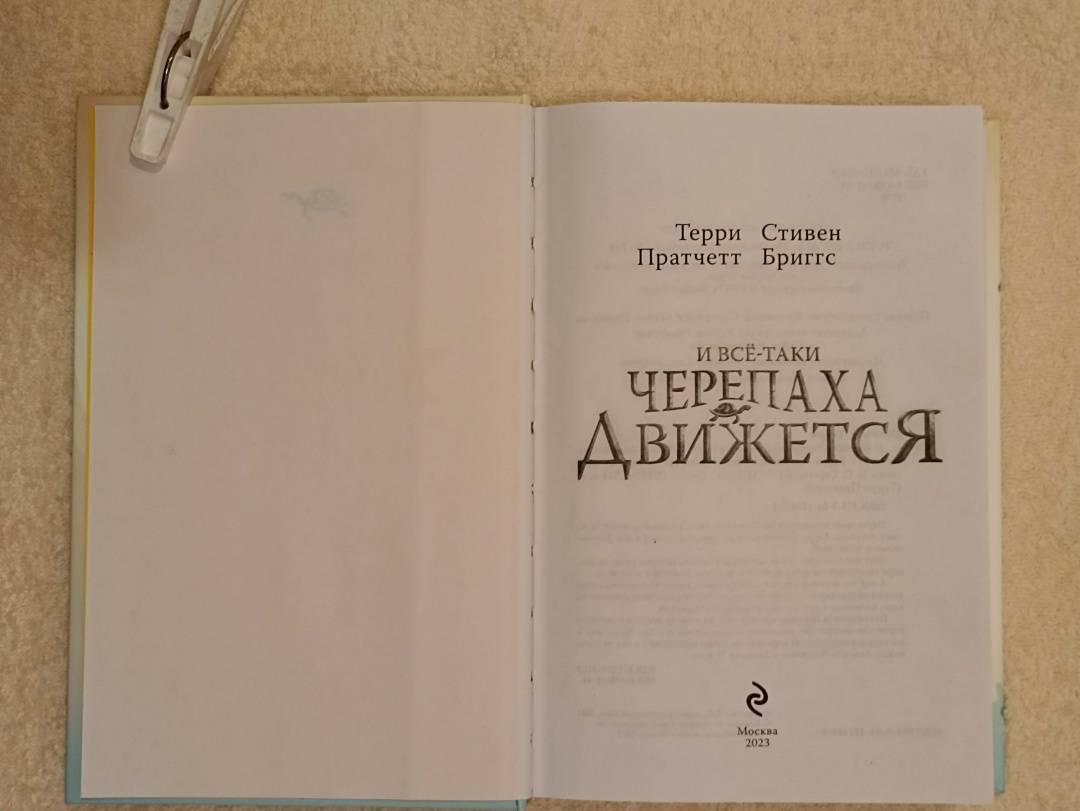 Терри Стивен
Пратчетт Бриггс
И ВСЁ-ТАКИ
ЧЕРЕПАХА
ДВИЖЕТСЯ
Москва
2023